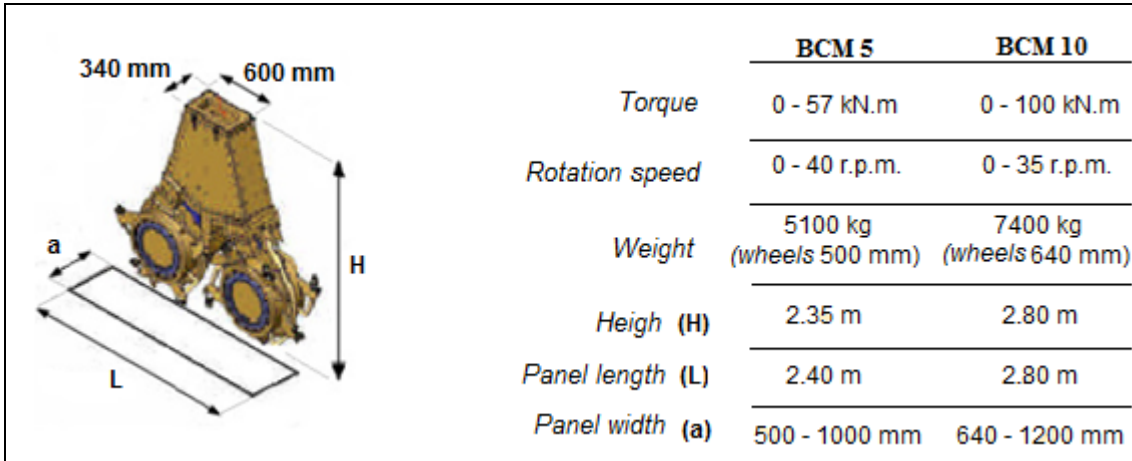 340 mm
600 mm
a
H
L
BCM 5 BCM 10
Torque 0 - 57 kN.m 0 - 100 kN.m
Rotation speed 0 - 40 r.p.m. 0 - 35 r.p.m.
Weight 5100 kg (wheels 500 mm) 7400 kg (wheels 640 mm)
Heigh (H) 2.35 m 2.80 m
Panel length (L) 2.40 m 2.80 m
Panel width (a) 500 - 1000 mm 640 - 1200 mm